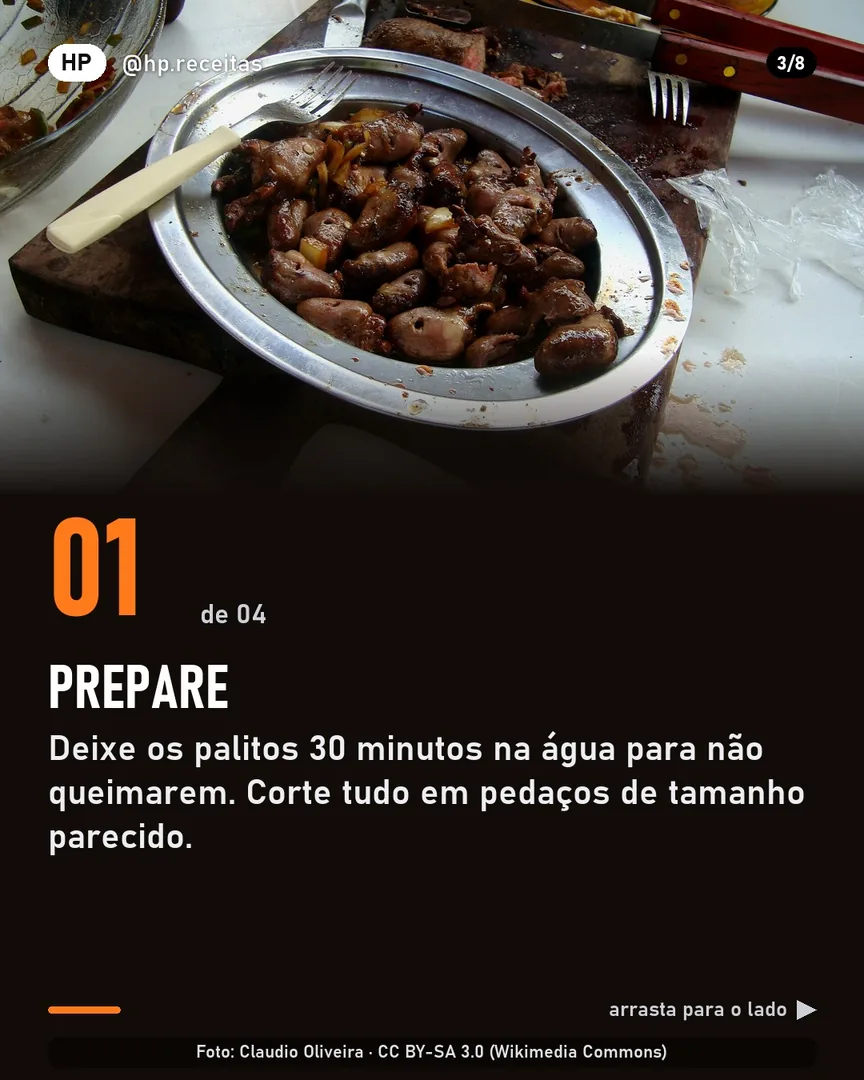 HP @hp.receitas 3/8
01 de 04
PREPARE
Deixe os palitos 30 minutos na água para não
queimarem. Corte tudo em pedaços de tamanho
parecido.
arrasta para o lado ▶
Foto: Claudio Oliveira · CC BY-SA 3.0 (Wikimedia Commons)